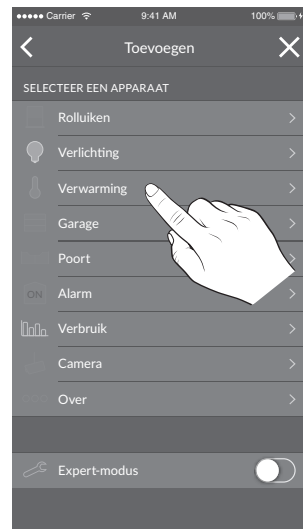 Carrier 9:41 AM 100%
Toevoegen
SELECTEER EEN APPARAAT
Rolluiken
Verlichting
Verwarming
Garage
Poort
ON Alarm
Verbruik
Camera
Over
Expert-modus